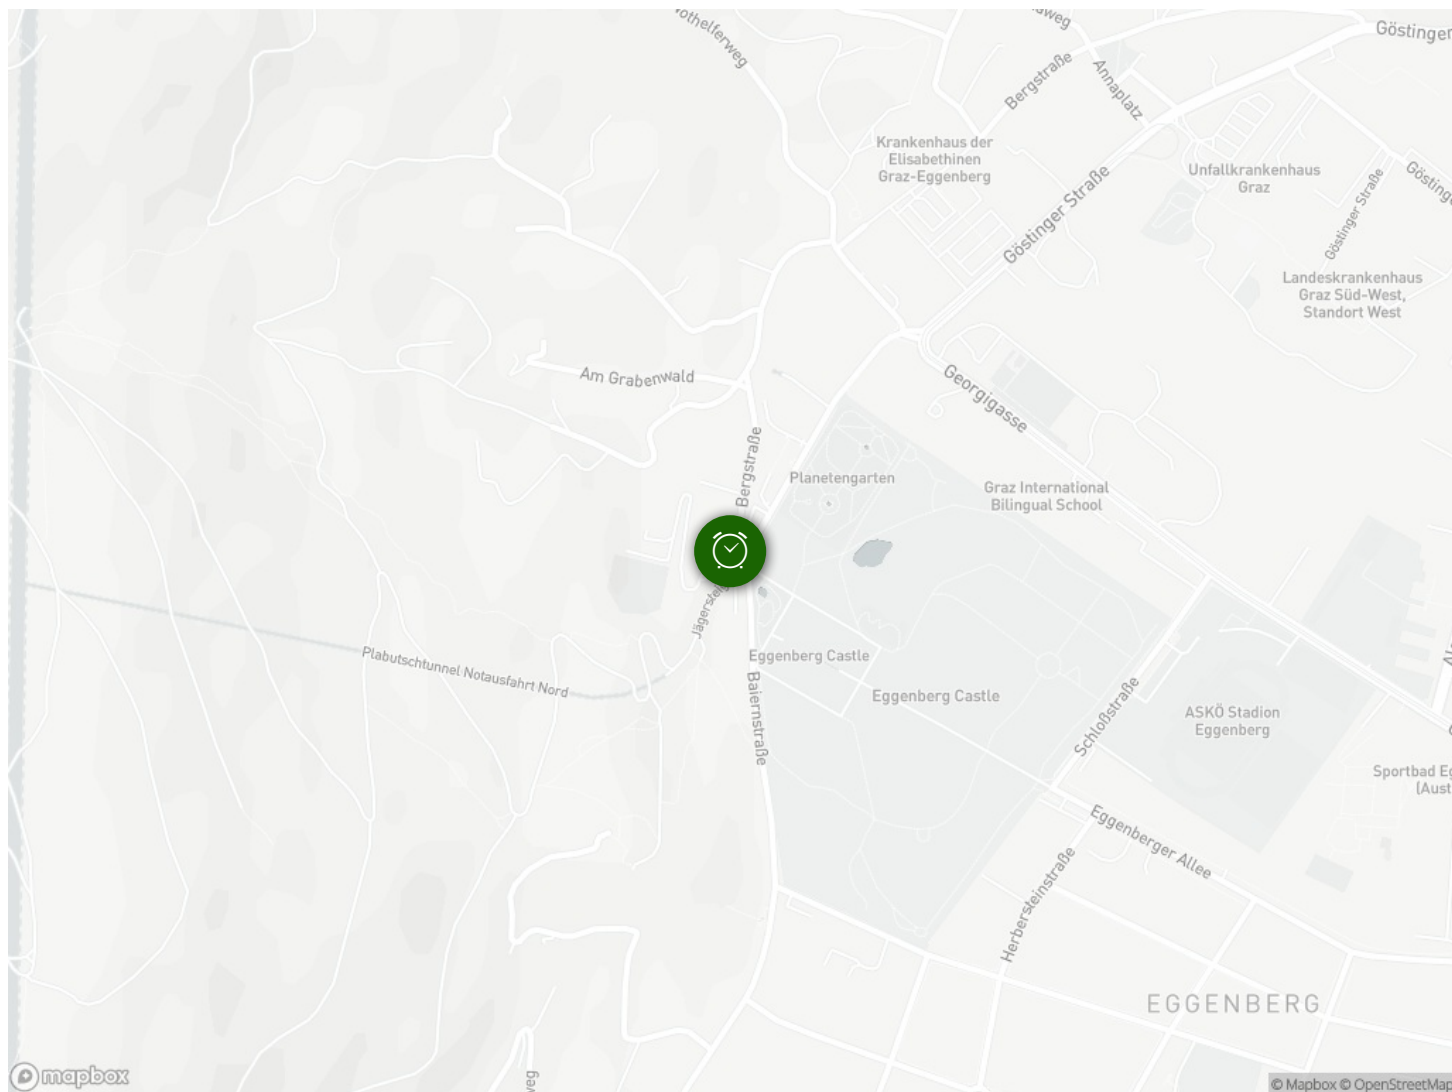 Göstinger
Bergstraße
Annaplatz
Krankenhaus der
Elisabethinen
Graz-Eggenberg
Unfallkrankenhaus
Graz
Göstinger Straße
Göstinger Straße
Landeskrankenhaus
Graz Süd-West,
Standort West
Am Grabenwald
Georgigasse
Bergstraße
Planetengarten
Graz International
Bilingual School
Plabutschtunnel Notausfahrt Nord
Eggenberg Castle
Eggenberg Castle
Baiernstraße
Schloßstraße
ASKÖ Stadion
Eggenberg
Sportbad
Eggenberger Allee
Herbersteinstraße
EGGENBERG
mapbox
© Mapbox © OpenStreetMap